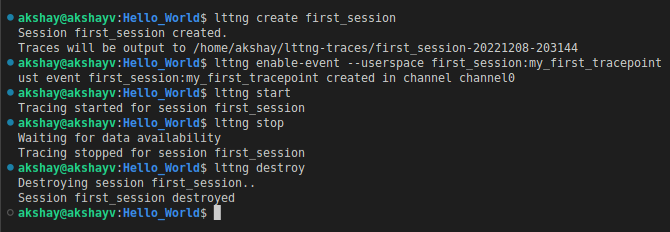 akshay@akshayv:Hello_World$ lttng create first_session
Session first_session created.
Traces will be output to /home/akshay/lttng-traces/first_session-20221208-203144
akshay@akshayv:Hello_World$ lttng enable-event --userspace first_session:my_first_tracepoint
ust event first_session:my_first_tracepoint created in channel channel0
akshay@akshayv:Hello_World$ lttng start
Tracing started for session first_session
akshay@akshayv:Hello_World$ lttng stop
Waiting for data availability
Tracing stopped for session first_session
akshay@akshayv:Hello_World$ lttng destroy
Destroying session first_session..
Session first_session destroyed
akshay@akshayv:Hello_World$